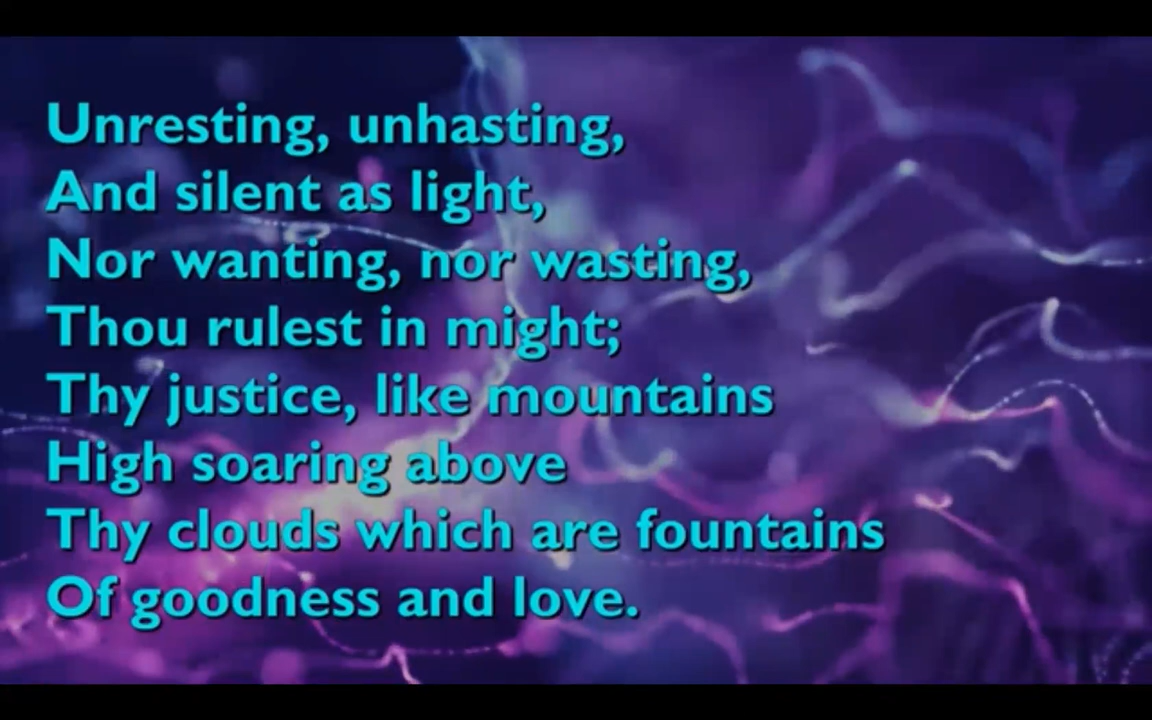 Unresting, unhasting,
And silent as light,
Nor wanting, nor wasting,
Thou rulest in might;
Thy justice, like mountains
High soaring above
Thy clouds which are fountains
Of goodness and love.